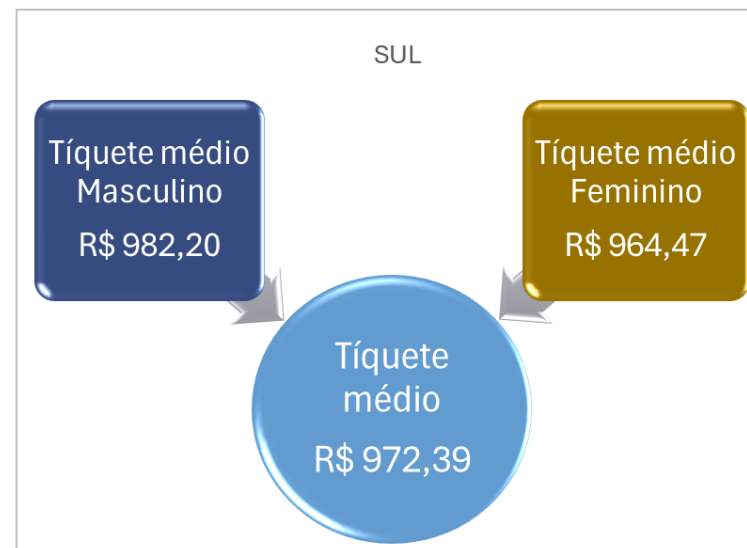 SUL
Tíquete médio
Masculino
R$ 982,20
Tíquete médio
Feminino
R$ 964,47
Tíquete
médio
R$ 972,39